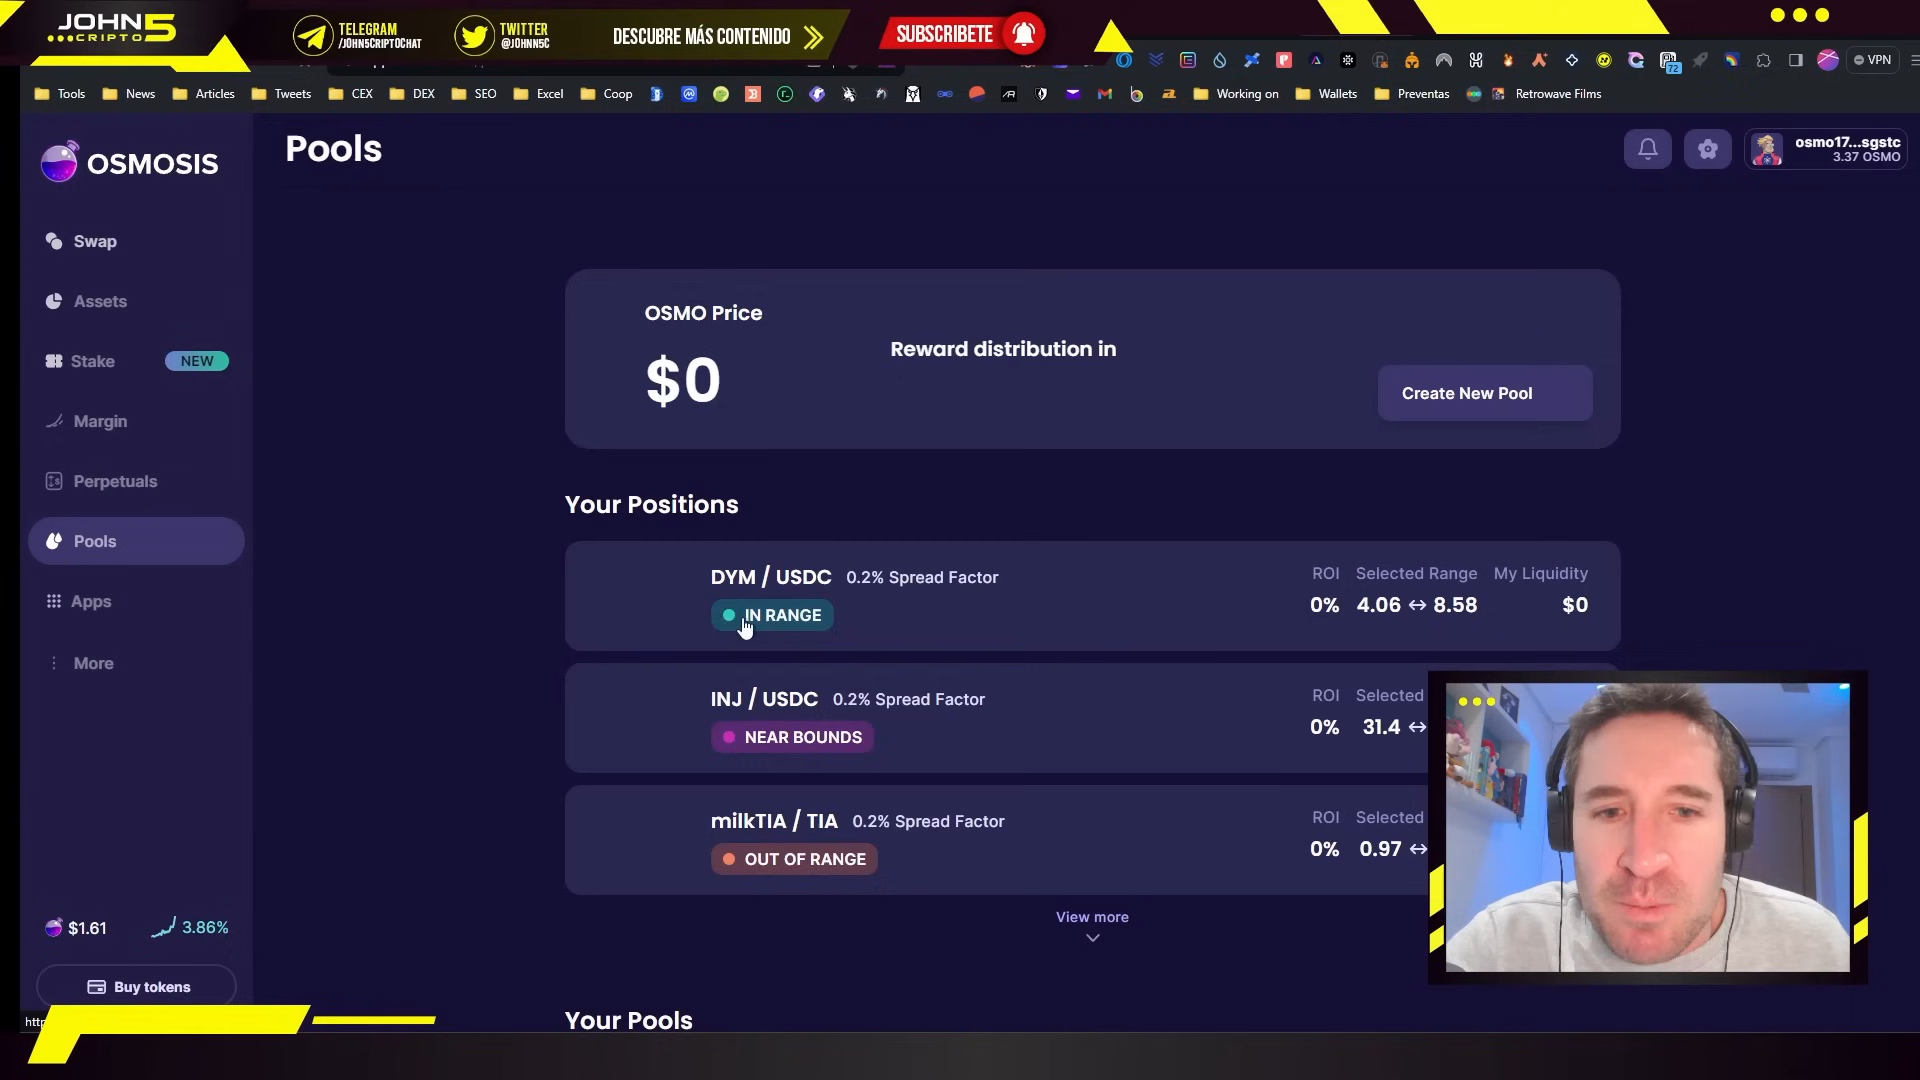 JOHN 5
CRIPTO
TELEGRAM
/JOHN5CRIPTOCHAT
TWITTER
@JOHNN5C
DESCUBRE MÁS CONTENIDO
SUBSCRIBETE
72
VPN
Tools
News
Articles
Tweets
CEX
DEX
SEO
Excel
Coop
Working on
Wallets
Preventas
Retrowave Films
OSMOSIS
Pools
osmo17...sgstc
3.37 OSMO
Swap
Assets
Stake NEW
Margin
Perpetuals
Pools
Apps
More
OSMO Price
$0
Reward distribution in
Create New Pool
Your Positions
DYM / USDC 0.2% Spread Factor
IN RANGE
ROI Selected Range My Liquidity
0% 4.06 ↔ 8.58 $0
INJ / USDC 0.2% Spread Factor
NEAR BOUNDS
ROI Selected
0% 31.4 ↔
milkTIA / TIA 0.2% Spread Factor
OUT OF RANGE
ROI Selected
0% 0.97 ↔
View more
Your Pools
$1.61 3.86%
Buy tokens